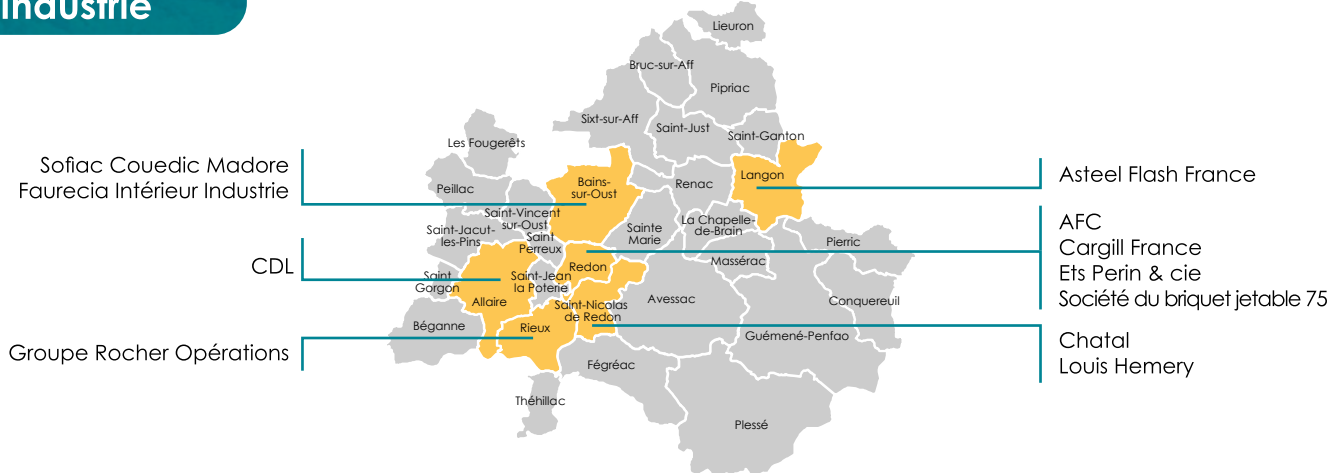 Industrie
Lieuron
Bruc-sur-Aff
Pipriac
Sixt-sur-Aff
Saint-Just
Saint-Ganton
Les Fougerêts
Sofiac Couedic Madore
Faurecia Intérieur Industrie
Peillac
Bains-
sur-Oust
Renac
Langon
Asteel Flash France
Saint-Vincent
sur-Oust
Saint-Jacut-
les-Pins
Saint
Perreux
Sainte
Marie
La Chapelle-
de-Brain
Pierric
Massérac
AFC
Cargill France
Ets Perin & cie
Société du briquet jetable 75
CDL
Saint
Gorgon
Allaire
Saint-Jean
la Poterie
Redon
Saint-Nicolas
de Redon
Avessac
Conquereuil
Béganne
Rieux
Guémené-Penfao
Chatal
Louis Hemery
Groupe Rocher Opérations
Fégréac
Théhillac
Plessé